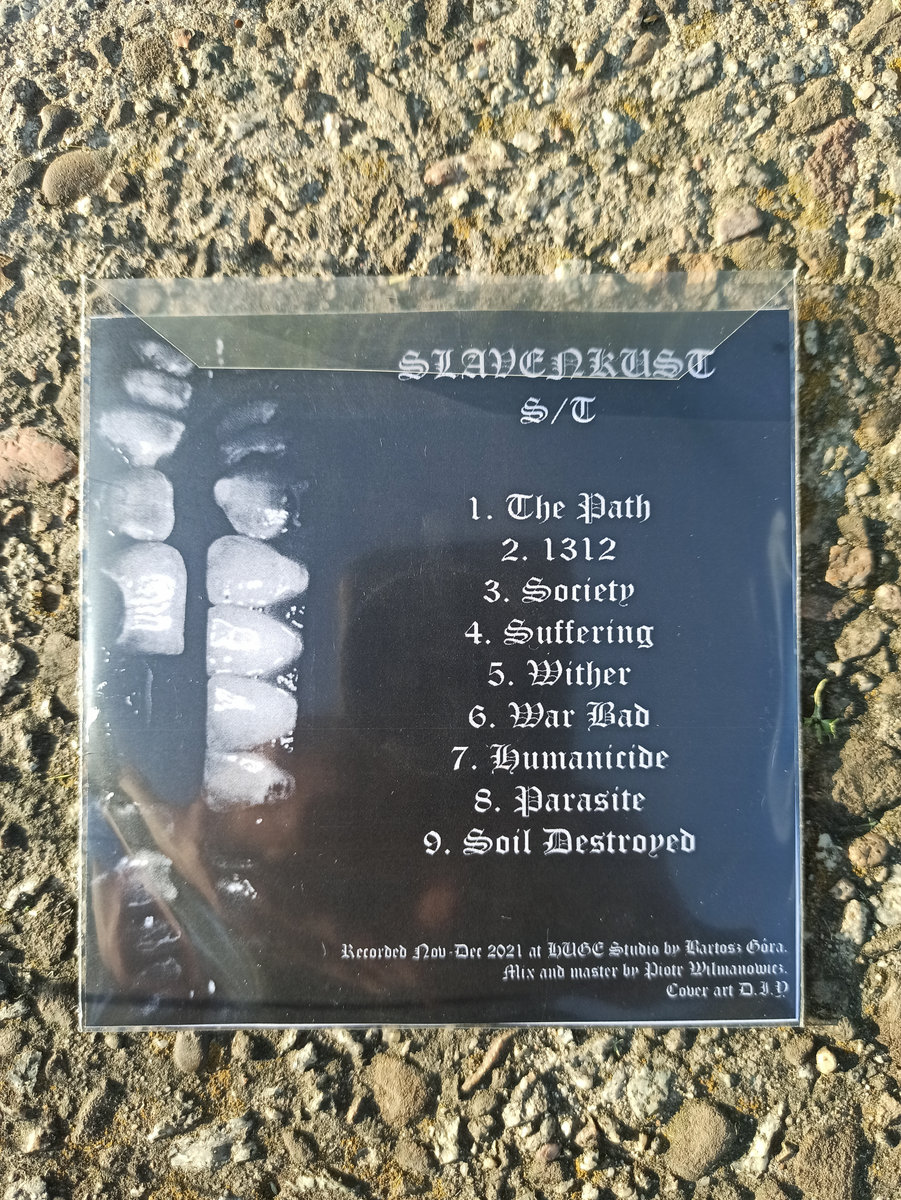 SLAVENKUST
S/T
1. The Path
2. 1312
3. Society
4. Suffering
5. Wither
6. War Bad
7. Humanicide
8. Parasite
9. Soil Destroyed
Recorded Nov-Dec 2021 at HUGE Studio by Bartosz Góra.
Mix and master by Piotr Wilmanowicz.
Cover art D.I.Y